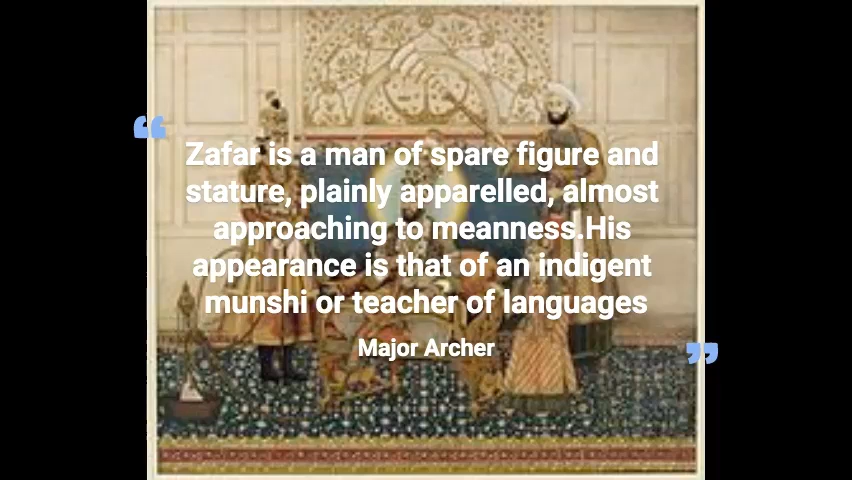 “
Zafar is a man of spare figure and
stature, plainly apparelled, almost
approaching to meanness.His
appearance is that of an indigent
munshi or teacher of languages
Major Archer
”